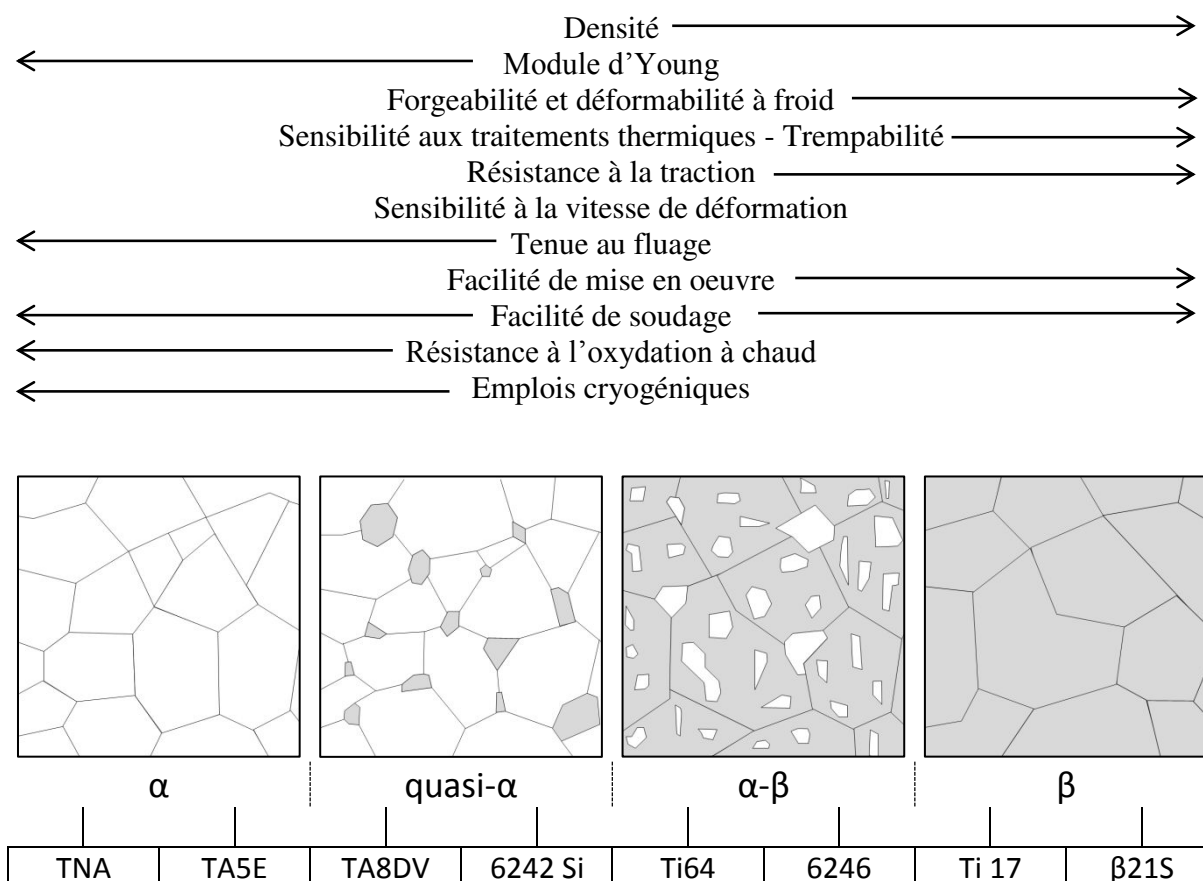 Densité
Module d’Young
Forgeabilité et déformabilité à froid
Sensibilité aux traitements thermiques - Trempabilité
Résistance à la traction
Sensibilité à la vitesse de déformation
Tenue au fluage
Facilité de mise en oeuvre
Facilité de soudage
Résistance à l’oxydation à chaud
Emplois cryogéniques
α quasi-α α-β β
TNA TA5E TA8DV 6242 Si Ti64 6246 Ti 17 β21S